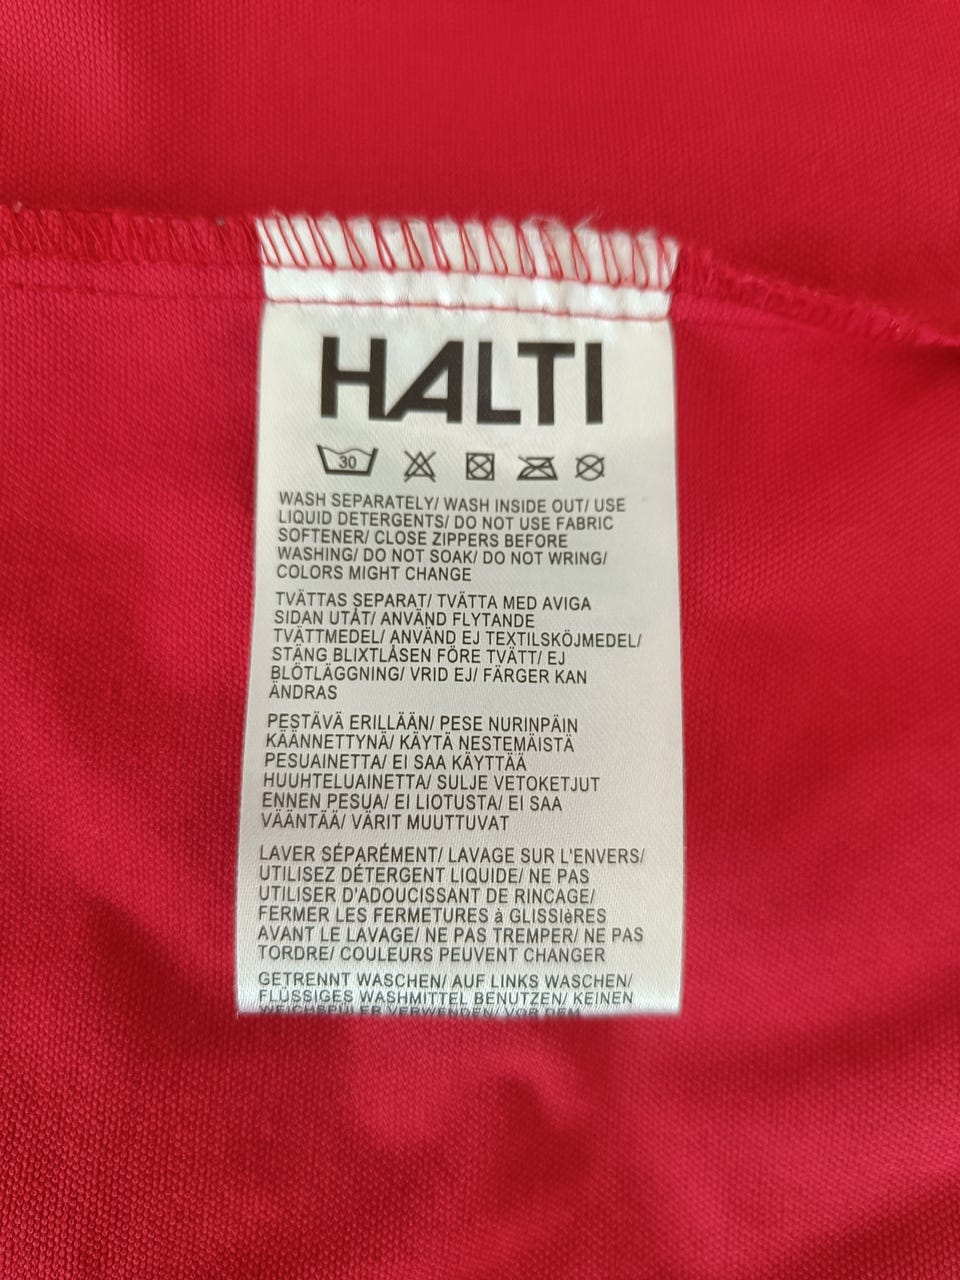 HALTI
30
WASH SEPARATELY/ WASH INSIDE OUT/ USE
LIQUID DETERGENTS/ DO NOT USE FABRIC
SOFTENER/ CLOSE ZIPPERS BEFORE
WASHING/ DO NOT SOAK/ DO NOT WRING/
COLORS MIGHT CHANGE
TVÄTTAS SEPARAT/ TVÄTTA MED AVIGA
SIDAN UTÅT/ ANVÄND FLYTANDE
TVÄTTMEDEL/ ANVÄND EJ TEXTILSKÖJMEDEL/
STÄNG BLIXTLÅSEN FÖRE TVÄTT/ EJ
BLÖTLÄGGNING/ VRID EJ/ FÄRGER KAN
ÄNDRAS
PESTÄVÄ ERILLÄÄN/ PESE NURINPÄIN
KÄÄNNETTYNÄ/ KÄYTÄ NESTEMÄISTÄ
PESUAINETTA/ EI SAA KÄYTTÄÄ
HUUHTELUAINETTA/ SULJE VETOKETJUT
ENNEN PESUA/ EI LIOTUSTA/ EI SAA
VÄÄNTÄÄ/ VÄRIT MUUTTUVAT
LAVER SÉPARÉMENT/ LAVAGE SUR L'ENVERS/
UTILISEZ DÉTERGENT LIQUIDE/ NE PAS
UTILISER D'ADOUCISSANT DE RINCAGE/
FERMER LES FERMETURES à GLISSIèRES
AVANT LE LAVAGE/ NE PAS TREMPER/ NE PAS
TORDRE/ COULEURS PEUVENT CHANGER
GETRENNT WASCHEN/ AUF LINKS WASCHEN/
FLÜSSIGES WASHMITTEL BENUTZEN/ KEINEN
WEICHSPÜLER VERWENDEN/ VOR DEM